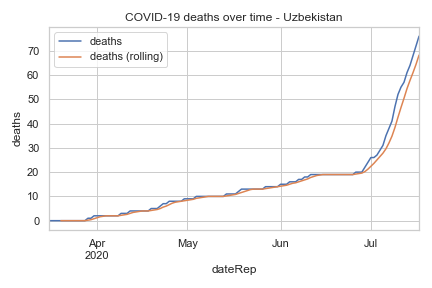 COVID-19 deaths over time - Uzbekistan
deaths
deaths (rolling)
70
60
50
40
30
20
10
0
deaths
Apr
2020
May
Jun
Jul
dateRep